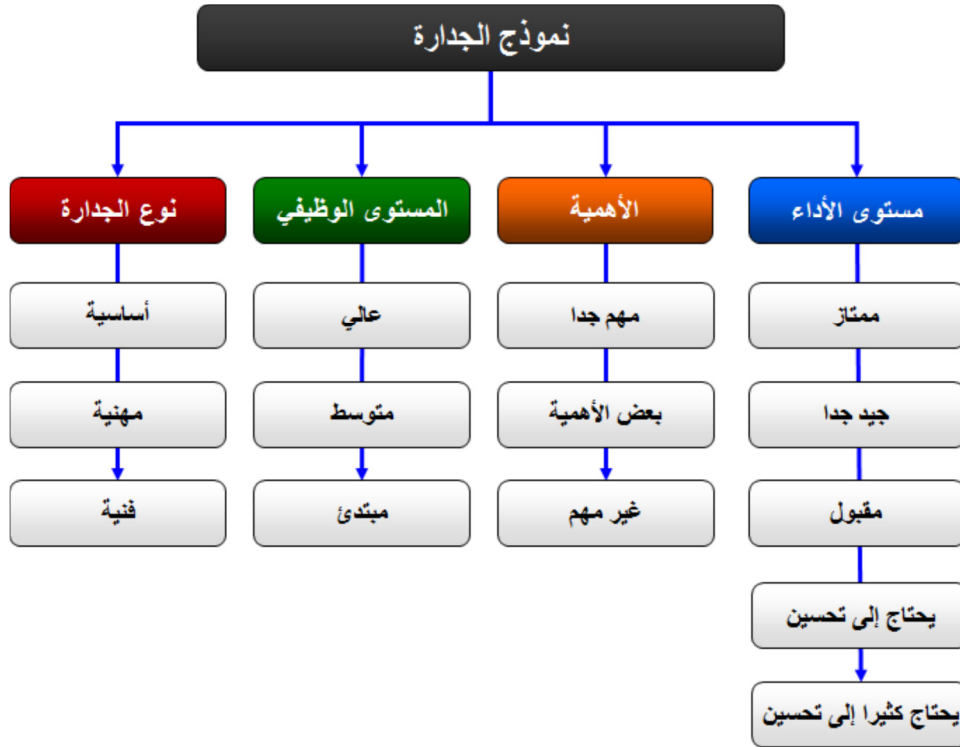 نموذج الجدارة
مستوى الأداء
ممتاز
جيد جدا
مقبول
يحتاج إلى تحسين
يحتاج كثيرا إلى تحسين
الأهمية
مهم جدا
بعض الأهمية
غير مهم
المستوى الوظيفي
عالي
متوسط
مبتدئ
نوع الجدارة
أساسية
مهنية
فنية